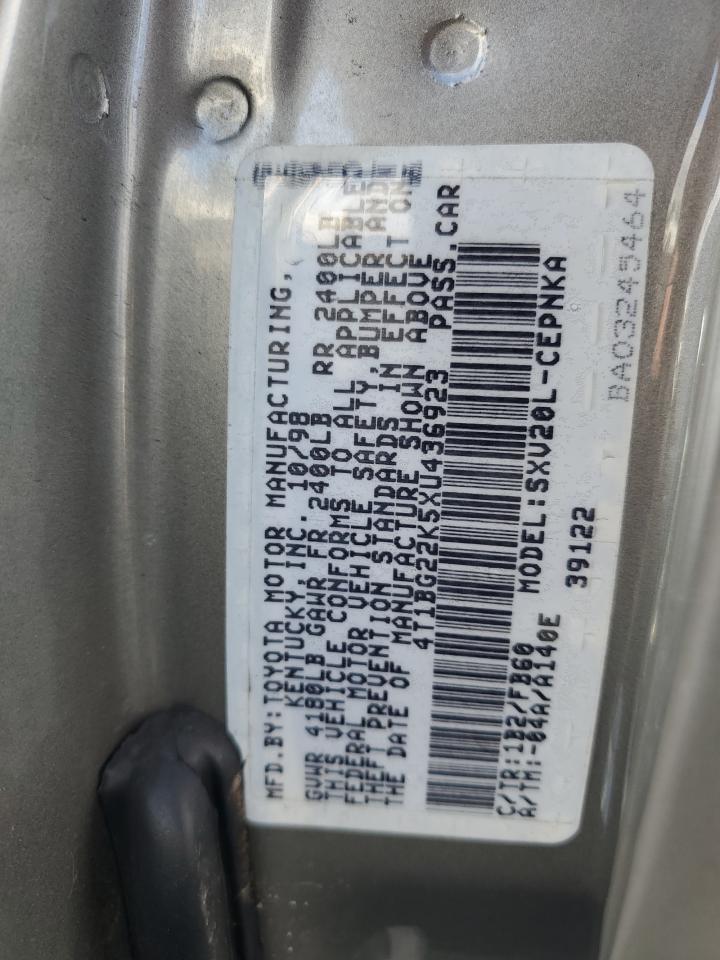 MFD.BY:TOYOTA MOTOR MANUFACTURING,
KENTUCKY,INC. 10/98
GVWR 4180LB GAWR FR 2400LB RR 2400LB
THIS VEHICLE CONFORMS TO ALL APPLICABLE
FEDERAL MOTOR VEHICLE SAFETY,BUMPER AND
THEFT PREVENTION STANDARDS IN EFFECT ON
THE DATE OF MANUFACTURE SHOWN ABOVE
4T1BG22K5XU436923 PASS.CAR
C/TR:1B2/FB60 MODEL:SXV20L-CEPNKA
A/TM:-04A/A140E 39122
BA03245464